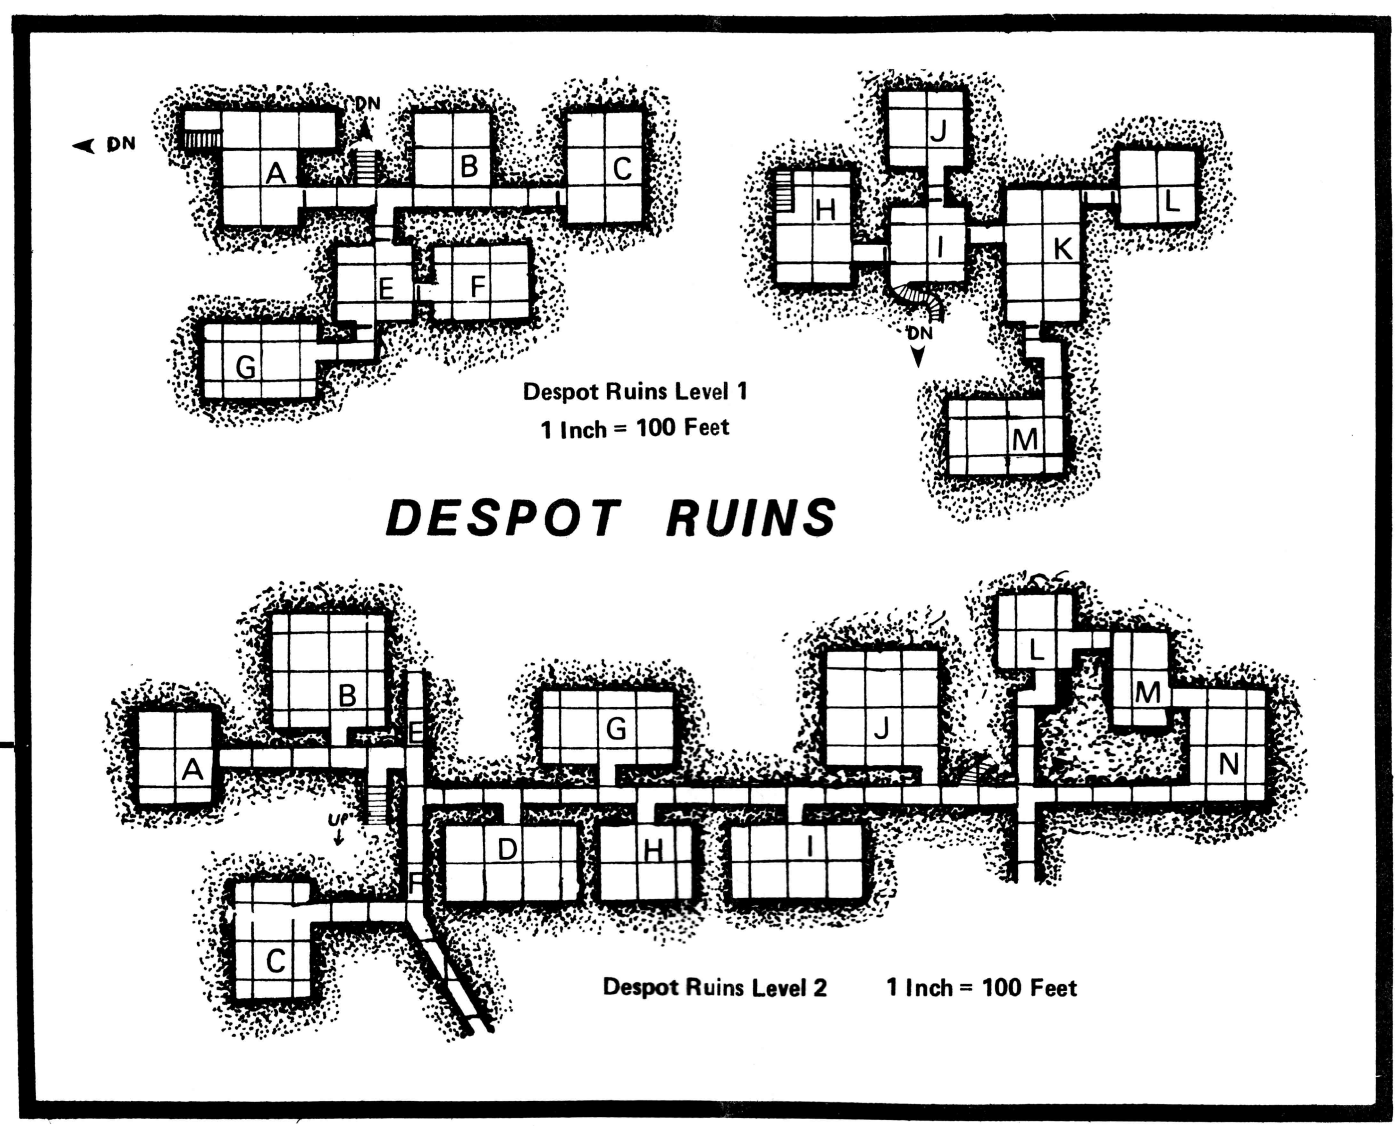 DN
DN
A
B
C
E
F
G
J
H
I
L
K
DN
M
Despot Ruins Level 1
1 Inch = 100 Feet
DESPOT RUINS
B
E
A
UP
C
F
D
G
H
I
J
L
M
N
Despot Ruins Level 2
1 Inch = 100 Feet